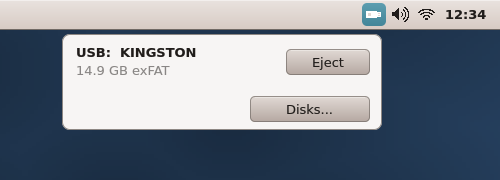 12:34
USB:  KINGSTON
14.9 GB exFAT
Eject
Disks...